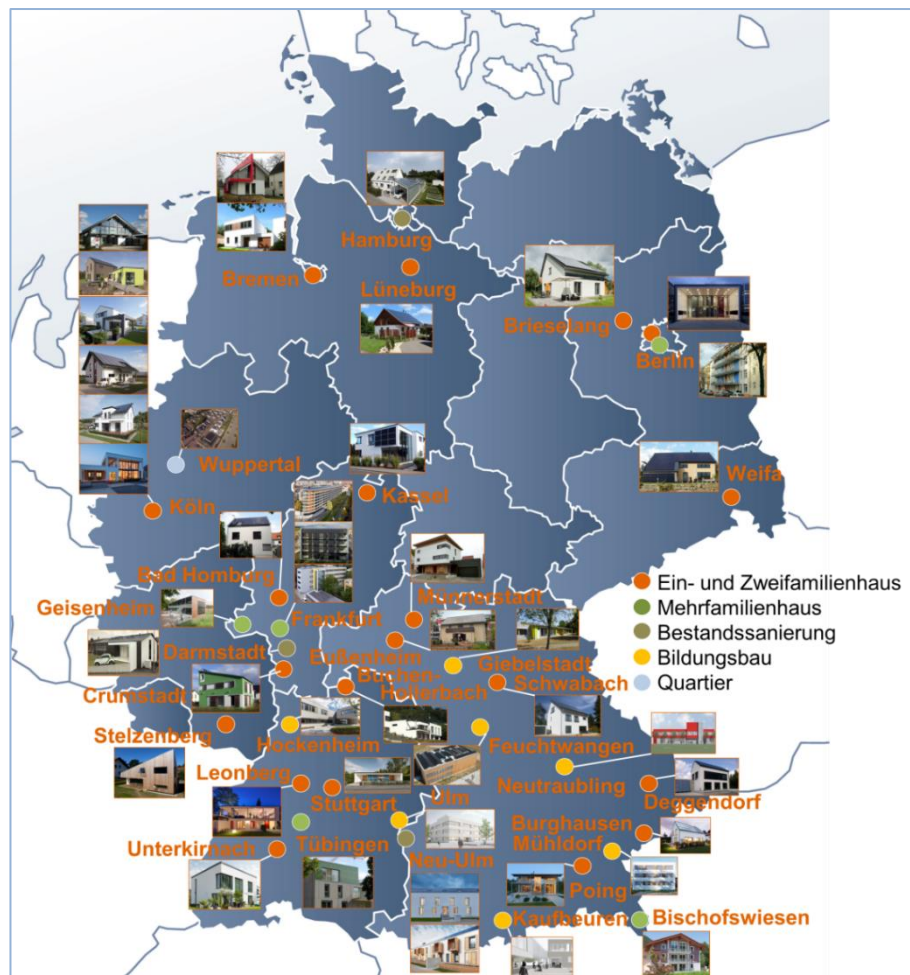 Hamburg
Bremen
Lüneburg
Brieselang
Berlin
Wuppertal
Weifa
Kassel
Köln
Bad Homburg
Ein- und Zweifamilienhaus
Mehrfamilienhaus
Bestandssanierung
Bildungsbau
Quartier
Münnerstadt
Geisenheim
Frankfurt
Darmstadt
Eußenheim
Giebelstadt
Buchen-
Hollerbach
Schwabach
Crumstadt
Stelzenberg
Hockenheim
Feuchtwangen
Leonberg
Ulm
Neutraubling
Stuttgart
Deggendorf
Burghausen
Unterkirnach
Tübingen
Mühldorf
Neu-Ulm
Poing
Kaufbeuren
Bischofswiesen